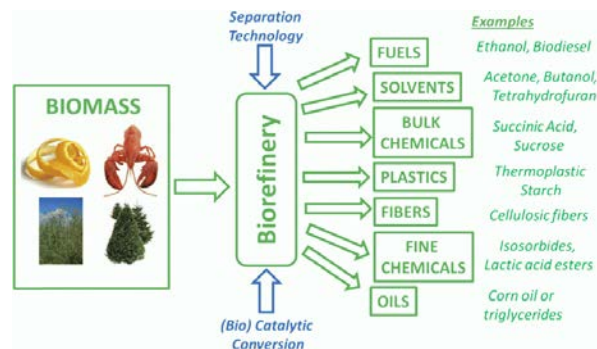 Separation
Technology
Examples
BIOMASS
Biorefinery
(Bio) Catalytic
Conversion
FUELS
Ethanol, Biodiesel
SOLVENTS
Acetone, Butanol,
Tetrahydrofuran
BULK
CHEMICALS
Succinic Acid,
Sucrose
PLASTICS
Thermoplastic
Starch
FIBERS
Cellulosic fibers
FINE
CHEMICALS
Isosorbides,
Lactic acid esters
OILS
Corn oil or
triglycerides